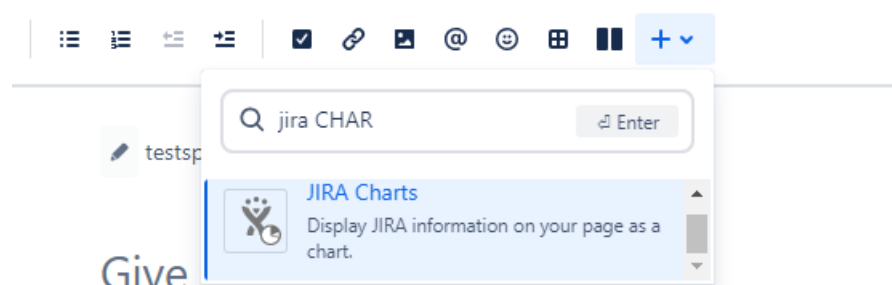 jira CHAR
Enter
testsp
JIRA Charts
Display JIRA information on your page as a
chart.
Give